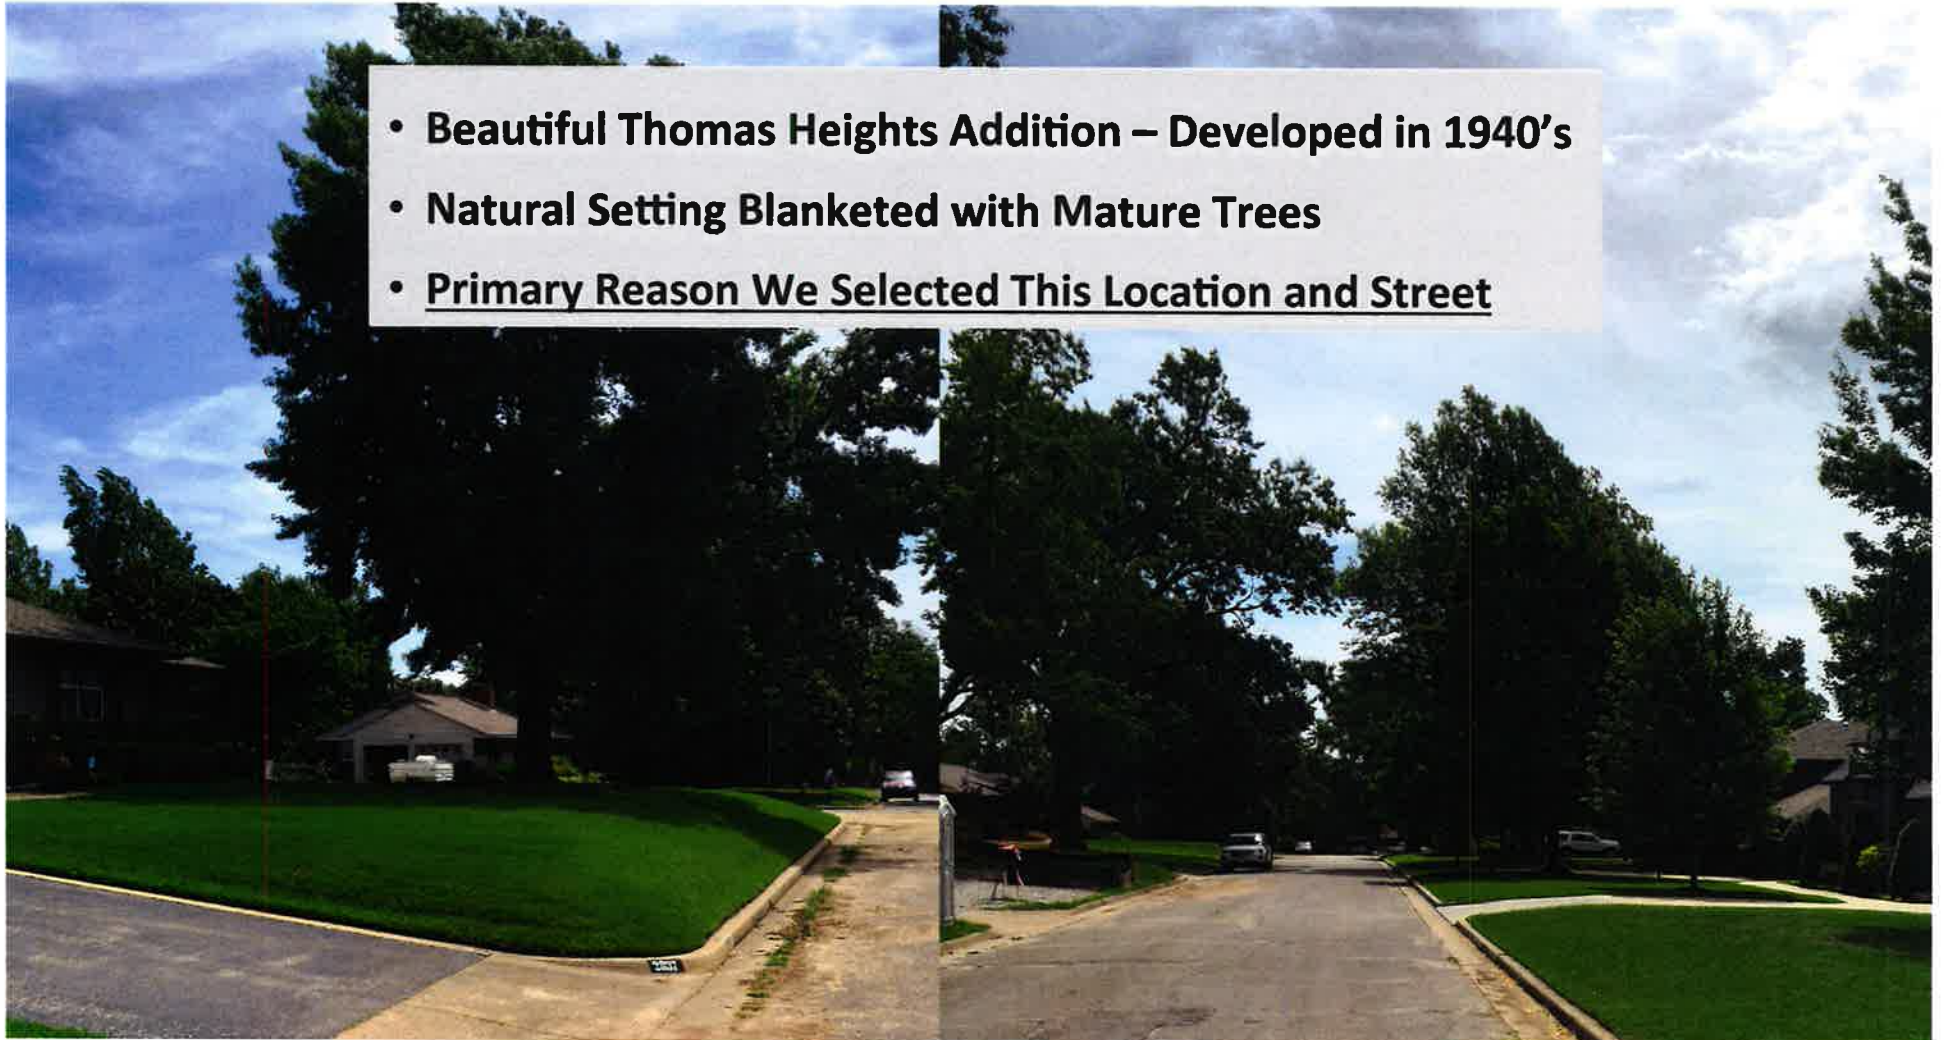 • Beautiful Thomas Heights Addition – Developed in 1940's
• Natural Setting Blanketed with Mature Trees
• Primary Reason We Selected This Location and Street